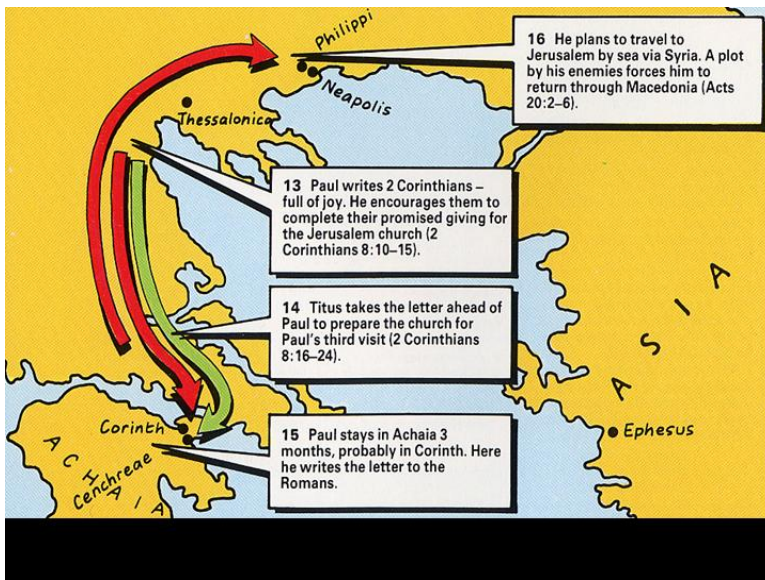 Philippi
Neapolis
Thessalonica
16 He plans to travel to
Jerusalem by sea via Syria. A plot
by his enemies forces him to
return through Macedonia (Acts
20:2–6).
13 Paul writes 2 Corinthians –
full of joy. He encourages them to
complete their promised giving for
the Jerusalem church (2
Corinthians 8:10–15).
14 Titus takes the letter ahead of
Paul to prepare the church for
Paul's third visit (2 Corinthians
8:16–24).
ASIA
15 Paul stays in Achaia 3
months, probably in Corinth. Here
he writes the letter to the
Romans.
Corinth
Cenchreae
ACHAIA
Ephesus